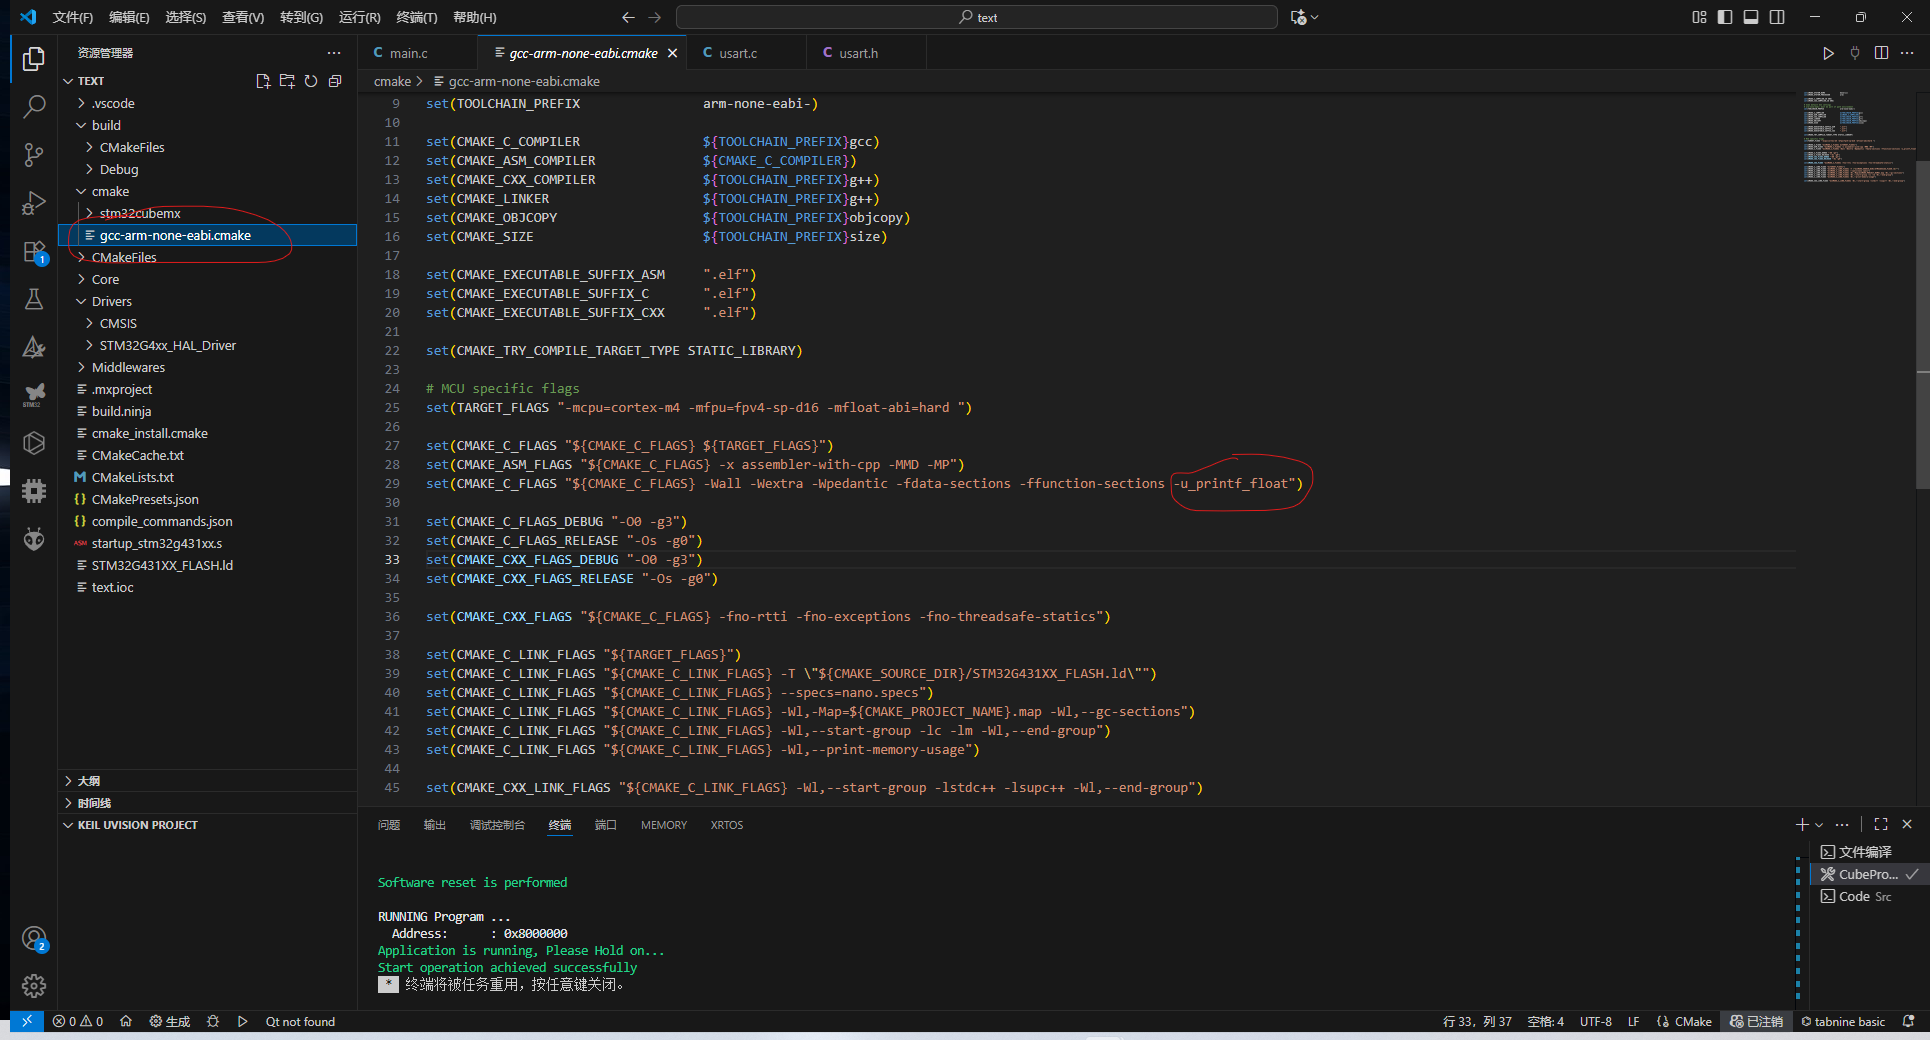 文件(F) 编辑(E) 选择(S) 查看(V) 转到(G) 运行(R) 终端(T) 帮助(H)
text
资源管理器
TEXT
.vscode
build
CMakeFiles
Debug
cmake
stm32cubemx
gcc-arm-none-eabi.cmake
CMakeFiles
Core
Drivers
CMSIS
STM32G4xx_HAL_Driver
Middlewares
.mxproject
build.ninja
cmake_install.cmake
CMakeCache.txt
CMakeLists.txt
CMakePresets.json
compile_commands.json
ASM startup_stm32g431xx.s
STM32G431XX_FLASH.ld
text.ioc
大纲
时间线
KEIL UVISION PROJECT
STM32
1
2
C main.c
gcc-arm-none-eabi.cmake
C usart.c
C usart.h
cmake > gcc-arm-none-eabi.cmake
9 set(TOOLCHAIN_PREFIX arm-none-eabi-)
10
11 set(CMAKE_C_COMPILER ${TOOLCHAIN_PREFIX}gcc)
12 set(CMAKE_ASM_COMPILER ${CMAKE_C_COMPILER})
13 set(CMAKE_CXX_COMPILER ${TOOLCHAIN_PREFIX}g++)
14 set(CMAKE_LINKER ${TOOLCHAIN_PREFIX}g++)
15 set(CMAKE_OBJCOPY ${TOOLCHAIN_PREFIX}objcopy)
16 set(CMAKE_SIZE ${TOOLCHAIN_PREFIX}size)
17
18 set(CMAKE_EXECUTABLE_SUFFIX_ASM ".elf")
19 set(CMAKE_EXECUTABLE_SUFFIX_C ".elf")
20 set(CMAKE_EXECUTABLE_SUFFIX_CXX ".elf")
21
22 set(CMAKE_TRY_COMPILE_TARGET_TYPE STATIC_LIBRARY)
23
24 # MCU specific flags
25 set(TARGET_FLAGS "-mcpu=cortex-m4 -mfpu=fpv4-sp-d16 -mfloat-abi=hard ")
26
27 set(CMAKE_C_FLAGS "${CMAKE_C_FLAGS} ${TARGET_FLAGS}")
28 set(CMAKE_ASM_FLAGS "${CMAKE_C_FLAGS} -x assembler-with-cpp -MMD -MP")
29 set(CMAKE_C_FLAGS "${CMAKE_C_FLAGS} -Wall -Wextra -Wpedantic -fdata-sections -ffunction-sections -u_printf_float")
30
31 set(CMAKE_C_FLAGS_DEBUG "-O0 -g3")
32 set(CMAKE_C_FLAGS_RELEASE "-Os -g0")
33 set(CMAKE_CXX_FLAGS_DEBUG "-O0 -g3")
34 set(CMAKE_CXX_FLAGS_RELEASE "-Os -g0")
35
36 set(CMAKE_CXX_FLAGS "${CMAKE_C_FLAGS} -fno-rtti -fno-exceptions -fno-threadsafe-statics")
37
38 set(CMAKE_C_LINK_FLAGS "${TARGET_FLAGS}")
39 set(CMAKE_C_LINK_FLAGS "${CMAKE_C_LINK_FLAGS} -T \"${CMAKE_SOURCE_DIR}/STM32G431XX_FLASH.ld\"")
40 set(CMAKE_C_LINK_FLAGS "${CMAKE_C_LINK_FLAGS} --specs=nano.specs")
41 set(CMAKE_C_LINK_FLAGS "${CMAKE_C_LINK_FLAGS} -Wl,-Map=${CMAKE_PROJECT_NAME}.map -Wl,--gc-sections")
42 set(CMAKE_C_LINK_FLAGS "${CMAKE_C_LINK_FLAGS} -Wl,--start-group -lc -lm -Wl,--end-group")
43 set(CMAKE_C_LINK_FLAGS "${CMAKE_C_LINK_FLAGS} -Wl,--print-memory-usage")
44
45 set(CMAKE_CXX_LINK_FLAGS "${CMAKE_C_LINK_FLAGS} -Wl,--start-group -lstdc++ -lsupc++ -Wl,--end-group")
问题 输出 调试控制台 终端 端口 MEMORY XRTOS
Software reset is performed
RUNNING Program ...
Address: : 0x8000000
Application is running, Please Hold on...
Start operation achieved successfully
* 终端将被任务重用，按任意键关闭。
文件编译
CubePro...
Code Src
0 0 生成 Qt not found
行 33，列 37 空格: 4 UTF-8 LF CMake 已注销 tabnine basic